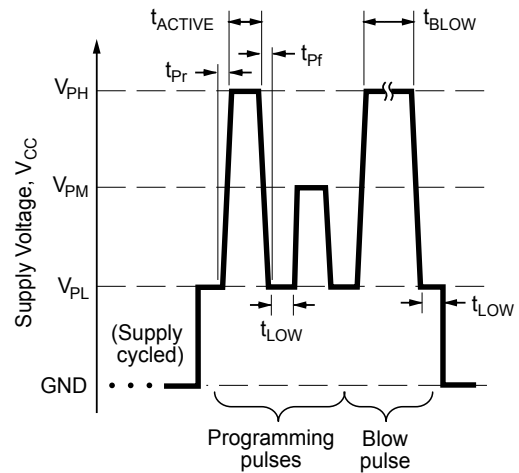 tACTIVE
tBLOW
tPr
tPf
VPH
VPM
VPL
GND
Supply Voltage, VCC
(Supply
cycled)
tLOW
tLOW
Programming
pulses
Blow
pulse